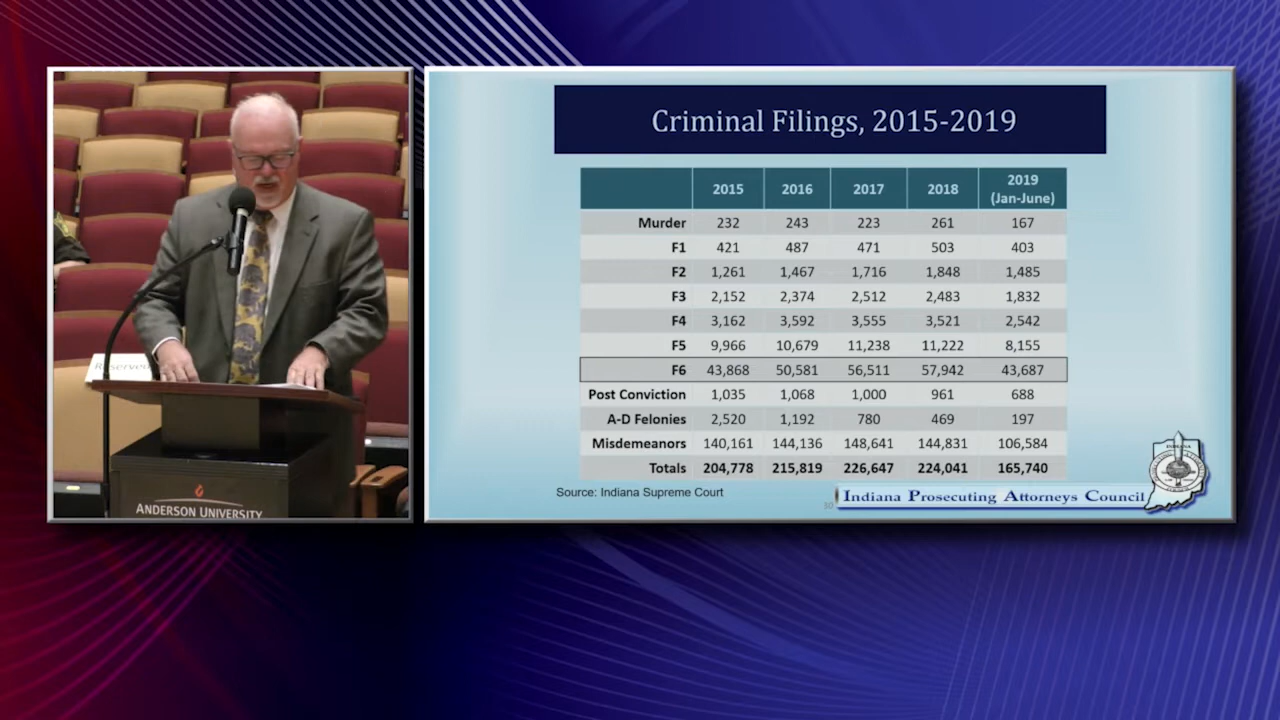 Reserved
ANDERSON UNIVERSITY
Criminal Filings, 2015-2019
2015 2016 2017 2018 2019 (Jan-June)
Murder 232 243 223 261 167
F1 421 487 471 503 403
F2 1,261 1,467 1,716 1,848 1,485
F3 2,152 2,374 2,512 2,483 1,832
F4 3,162 3,592 3,555 3,521 2,542
F5 9,966 10,679 11,238 11,222 8,155
F6 43,868 50,581 56,511 57,942 43,687
Post Conviction 1,035 1,068 1,000 961 688
A-D Felonies 2,520 1,192 780 469 197
Misdemeanors 140,161 144,136 148,641 144,831 106,584
Totals 204,778 215,819 226,647 224,041 165,740
Source: Indiana Supreme Court
Indiana Prosecuting Attorneys Council